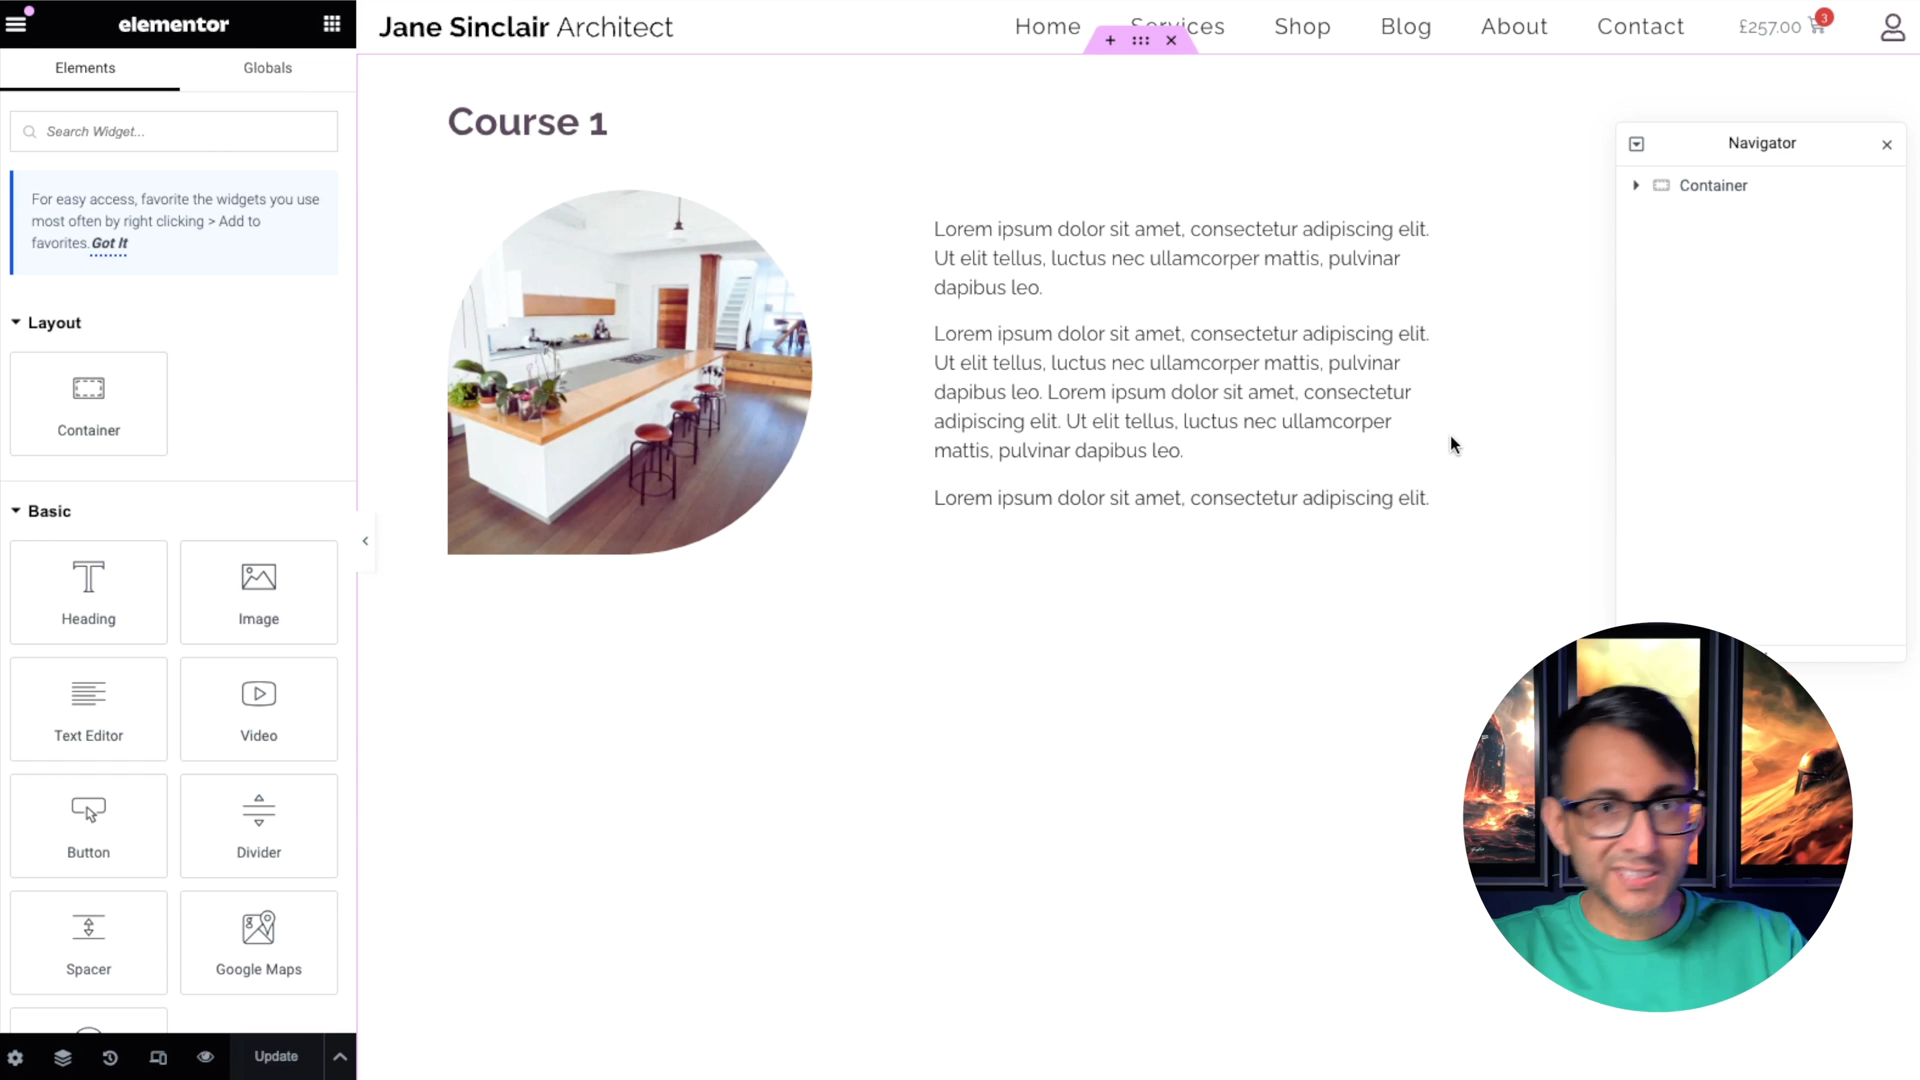 elementor
Elements
Globals
Search Widget...
For easy access, favorite the widgets you use
most often by right clicking > Add to
favorites. Got It
Layout
Container
Basic
Heading
Image
Text Editor
Video
Button
Divider
Spacer
Google Maps
Update
Jane Sinclair Architect
Home
Services
Shop
Blog
About
Contact
£257.00
3
Course 1
Lorem ipsum dolor sit amet, consectetur adipiscing elit.
Ut elit tellus, luctus nec ullamcorper mattis, pulvinar
dapibus leo.
Lorem ipsum dolor sit amet, consectetur adipiscing elit.
Ut elit tellus, luctus nec ullamcorper mattis, pulvinar
dapibus leo. Lorem ipsum dolor sit amet, consectetur
adipiscing elit. Ut elit tellus, luctus nec ullamcorper
mattis, pulvinar dapibus leo.
Lorem ipsum dolor sit amet, consectetur adipiscing elit.
Navigator
Container